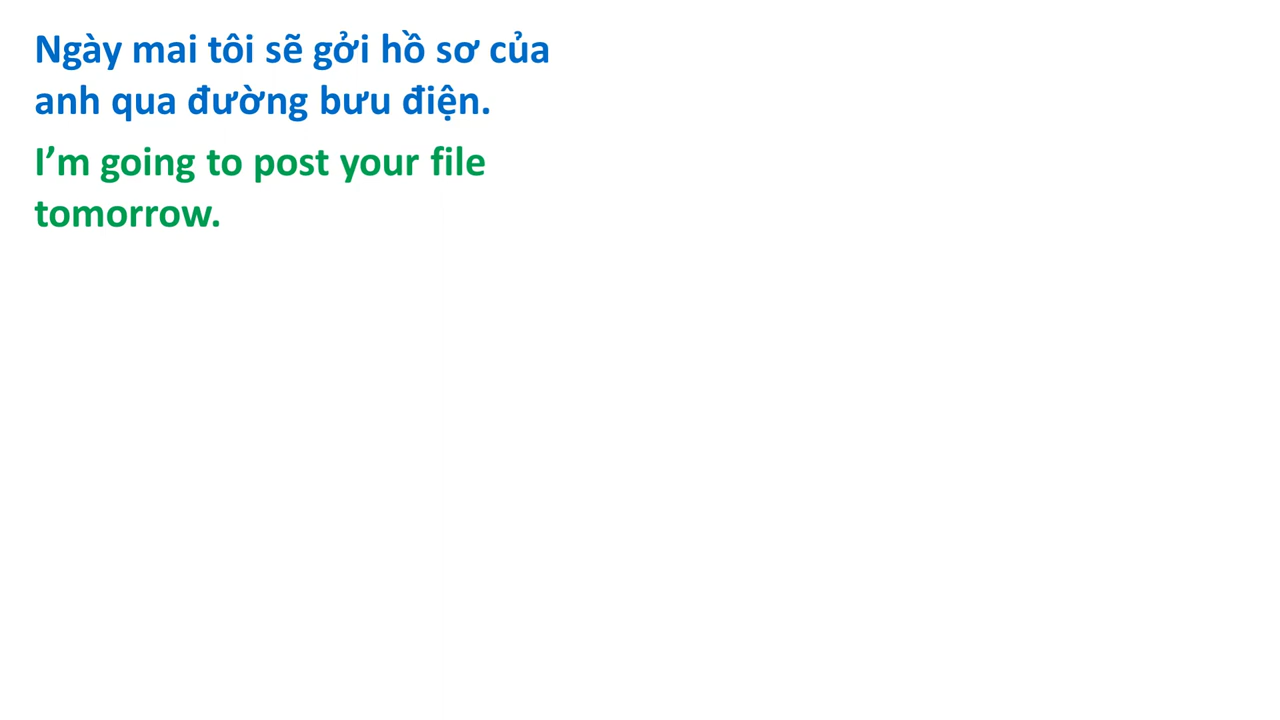 Ngày mai tôi sẽ gởi hồ sơ của
anh qua đường bưu điện.
I’m going to post your file
tomorrow.